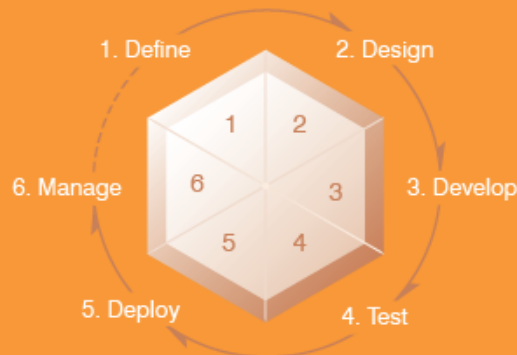 1. Define
2. Design
3. Develop
4. Test
5. Deploy
6. Manage
1
2
3
4
5
6